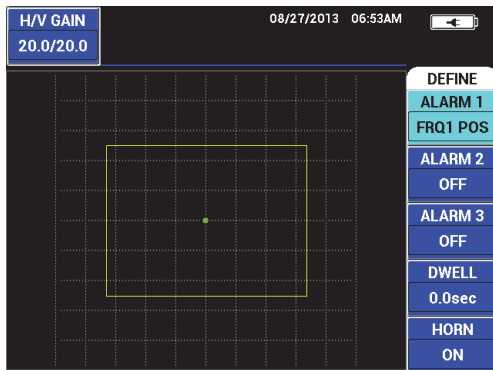 H/V GAIN
20.0/20.0
08/27/2013 06:53AM
DEFINE
ALARM 1
FRQ1 POS
ALARM 2
OFF
ALARM 3
OFF
DWELL
0.0sec
HORN
ON